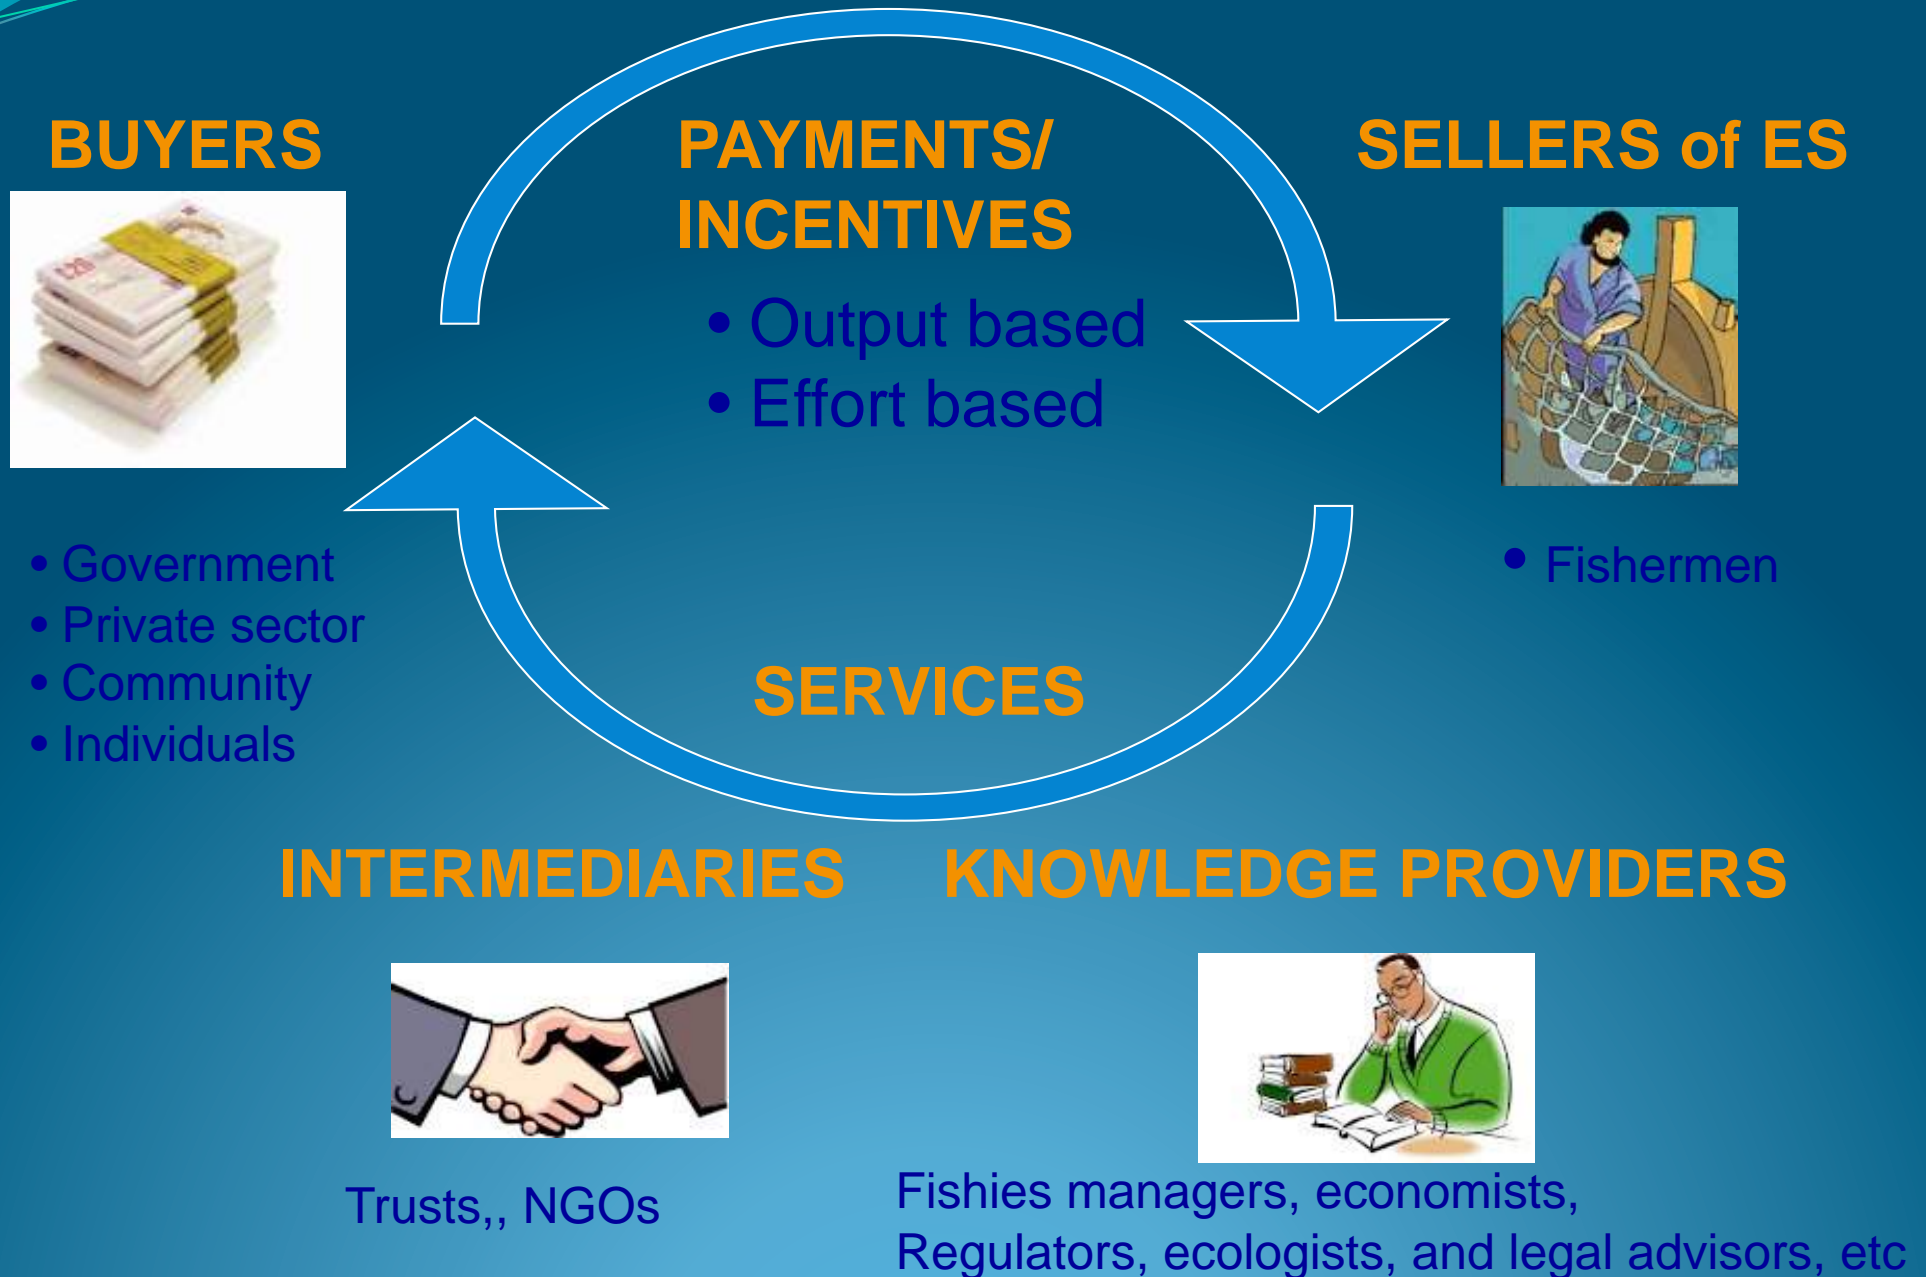 BUYERS
PAYMENTS/
INCENTIVES
• Output based
• Effort based
SELLERS of ES
£20
• Government
• Private sector
• Community
• Individuals
• Fishermen
SERVICES
INTERMEDIARIES
KNOWLEDGE PROVIDERS
Trusts,, NGOs
Fishies managers, economists,
Regulators, ecologists, and legal advisors, etc